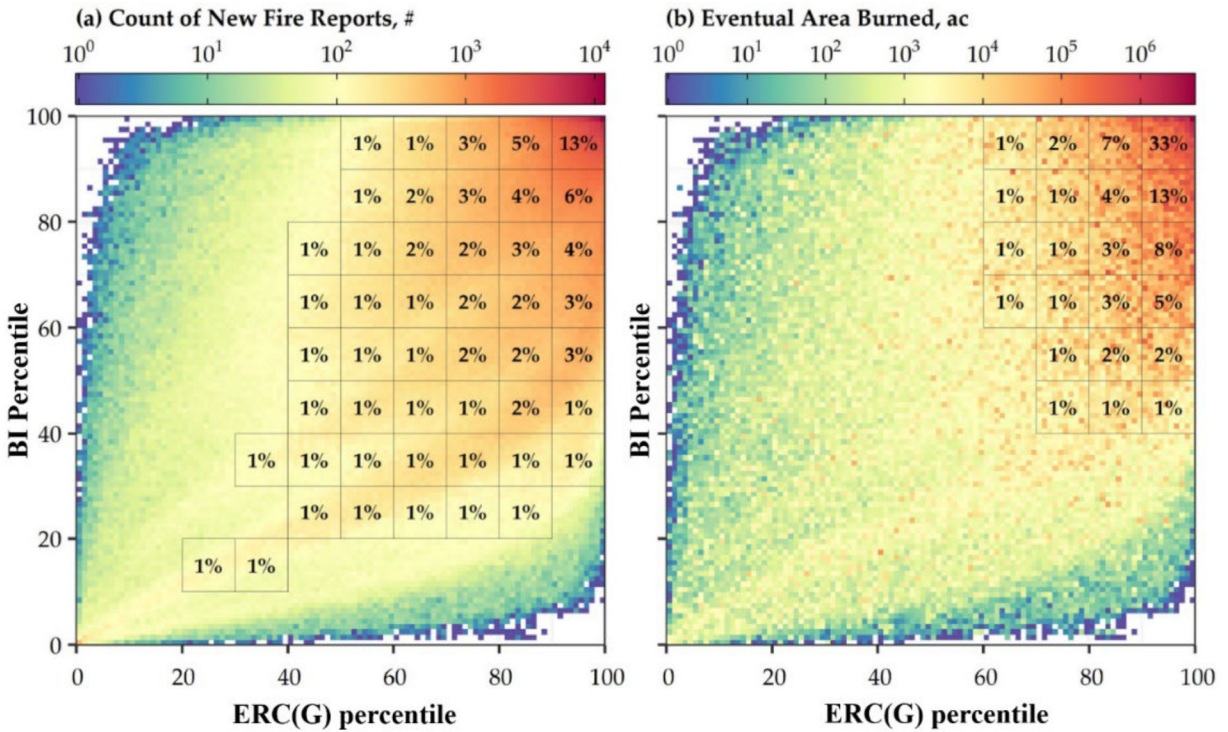 (a) Count of New Fire Reports, #
10^0 10^1 10^2 10^3 10^4
100
1% 1% 3% 5% 13%
1% 2% 3% 4% 6%
80
1% 1% 2% 2% 3% 4%
1% 1% 1% 2% 2% 3%
60
1% 1% 1% 2% 2% 3%
1% 1% 1% 1% 2% 1%
40
1% 1% 1% 1% 1% 1% 1%
1% 1% 1% 1% 1%
20
1% 1%
0
BI Percentile
0 20 40 60 80 100
ERC(G) percentile
(b) Eventual Area Burned, ac
10^0 10^1 10^2 10^3 10^4 10^5 10^6
1% 2% 7% 33%
1% 1% 4% 13%
1% 1% 3% 8%
1% 1% 3% 5%
1% 2% 2%
1% 1% 1%
BI Percentile
0 20 40 60 80 100
ERC(G) percentile